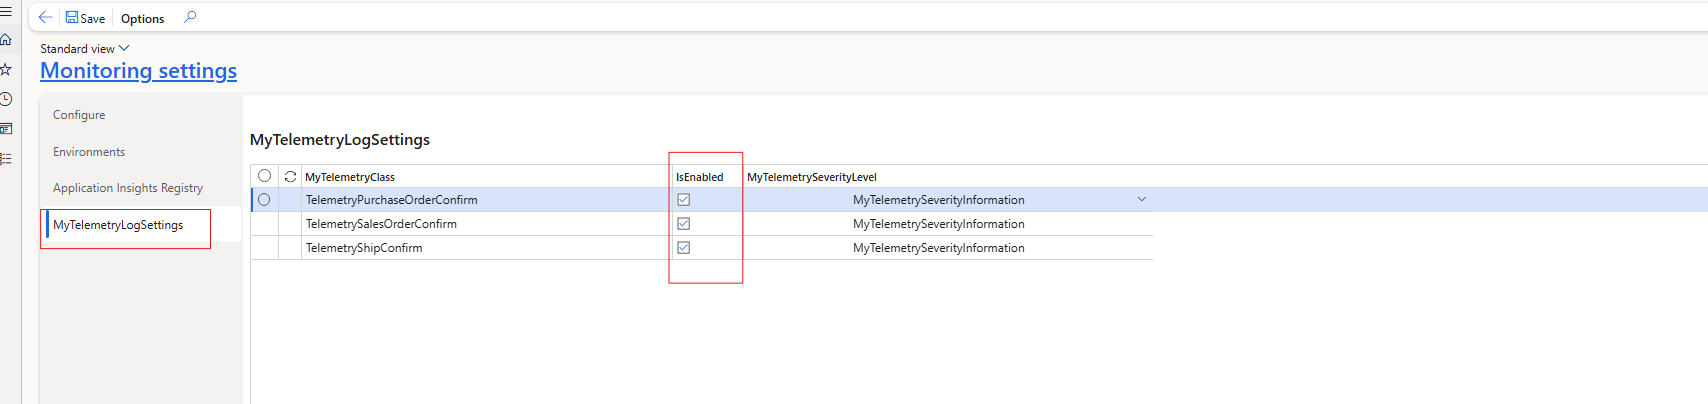 Save Options
Standard view
Monitoring settings
Configure
Environments
Application Insights Registry
MyTelemetryLogSettings
MyTelemetryLogSettings
MyTelemetryClass IsEnabled MyTelemetrySeverityLevel
TelemetryPurchaseOrderConfirm MyTelemetrySeverityInformation
TelemetrySalesOrderConfirm MyTelemetrySeverityInformation
TelemetryShipConfirm MyTelemetrySeverityInformation